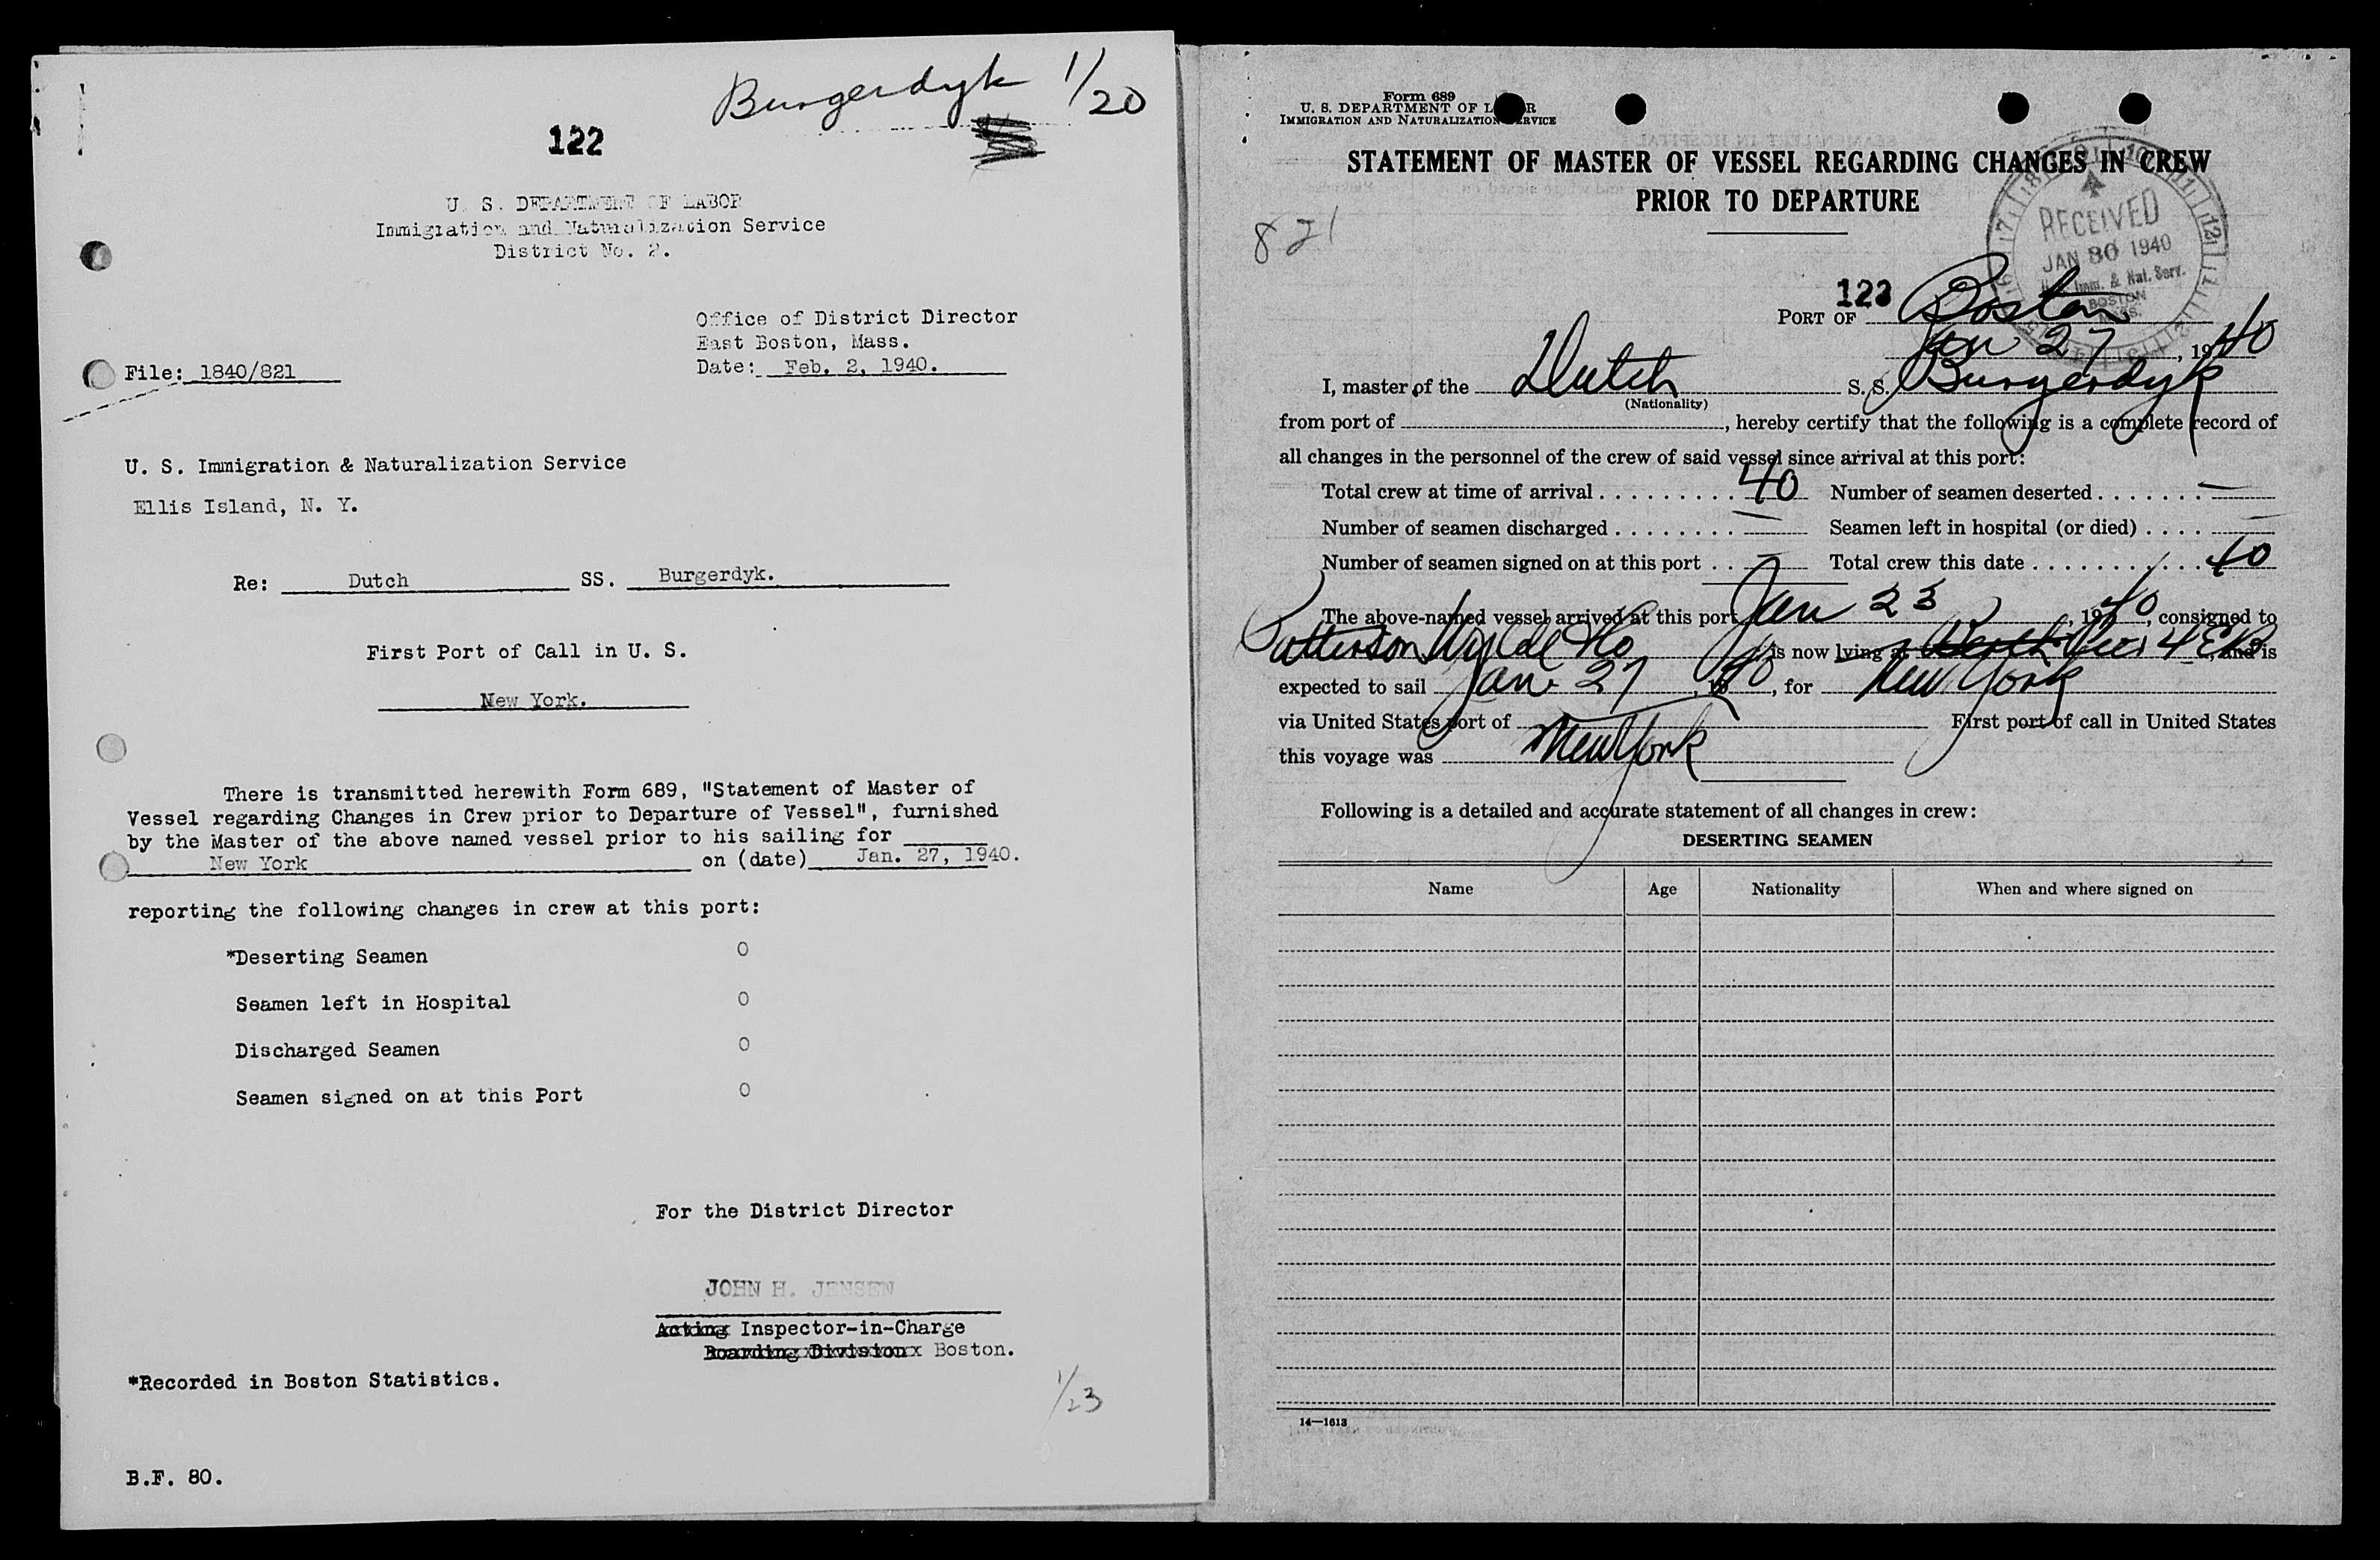 Burgerdyk 1/20
122
U. S. DEPARTMENT OF LABOR
Immigration and Naturalization Service
District No. 2.
Office of District Director
East Boston, Mass.
Date: Feb. 2, 1940.
File: 1840/821
U. S. Immigration & Naturalization Service
Ellis Island, N. Y.
Re: Dutch SS. Burgerdyk.
First Port of Call in U. S.
New York.
There is transmitted herewith Form 689, "Statement of Master of
Vessel regarding Changes in Crew prior to Departure of Vessel", furnished
by the Master of the above named vessel prior to his sailing for
New York on (date) Jan. 27, 1940.
reporting the following changes in crew at this port:
*Deserting Seamen 0
Seamen left in Hospital 0
Discharged Seamen 0
Seamen signed on at this Port 0
For the District Director
JOHN H. JENSEN
Acting Inspector-in-Charge
Boarding Division Boston.
*Recorded in Boston Statistics.
1/23
B.F. 80.
Form 689
U. S. DEPARTMENT OF LABOR
IMMIGRATION AND NATURALIZATION SERVICE
STATEMENT OF MASTER OF VESSEL REGARDING CHANGES IN CREW
PRIOR TO DEPARTURE
821
RECEIVED
JAN 30 1940
Imm. & Nat. Serv.
BOSTON
MASS.
122
PORT OF Boston
Jan 27, 1940
I, master of the Dutch S. S. Burgerdyk
(Nationality)
from port of , hereby certify that the following is a complete record of
all changes in the personnel of the crew of said vessel since arrival at this port:
Total crew at time of arrival . . . . . . . . . 40 Number of seamen deserted . . . . . . . —
Number of seamen discharged . . . . . . . . — Seamen left in hospital (or died) . . . . —
Number of seamen signed on at this port . . — Total crew this date . . . . . . . . . . . 40
The above-named vessel arrived at this port Jan 23, 1940, consigned to
Patterson Wylde Co is now lying at Berth Pier 4 EB, and is
expected to sail Jan 27, 1940, for New York
via United States port of First port of call in United States
this voyage was New York
Following is a detailed and accurate statement of all changes in crew:
DESERTING SEAMEN
Name Age Nationality When and where signed on
14—1613